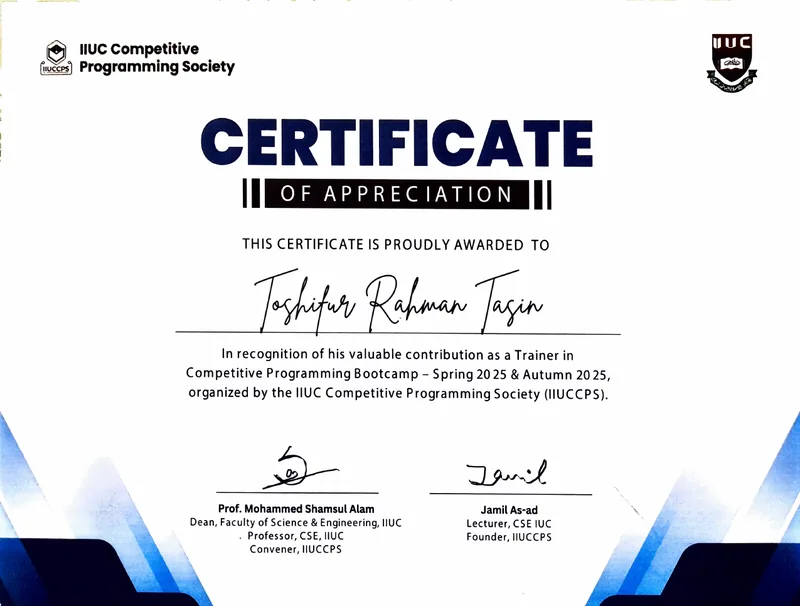 IIUC Competitive
Programming Society
IIUCCPS
IIUC
CERTIFICATE
OF APPRECIATION
THIS CERTIFICATE IS PROUDLY AWARDED TO
Toshifur Rahman Tasin
In recognition of his valuable contribution as a Trainer in
Competitive Programming Bootcamp – Spring 2025 & Autumn 2025,
organized by the IIUC Competitive Programming Society (IIUCCPS).
Jamil
Prof. Mohammed Shamsul Alam
Dean, Faculty of Science & Engineering, IIUC
Professor, CSE, IIUC
Convener, IIUCCPS
Jamil As-ad
Lecturer, CSE IUC
Founder, IIUCCPS